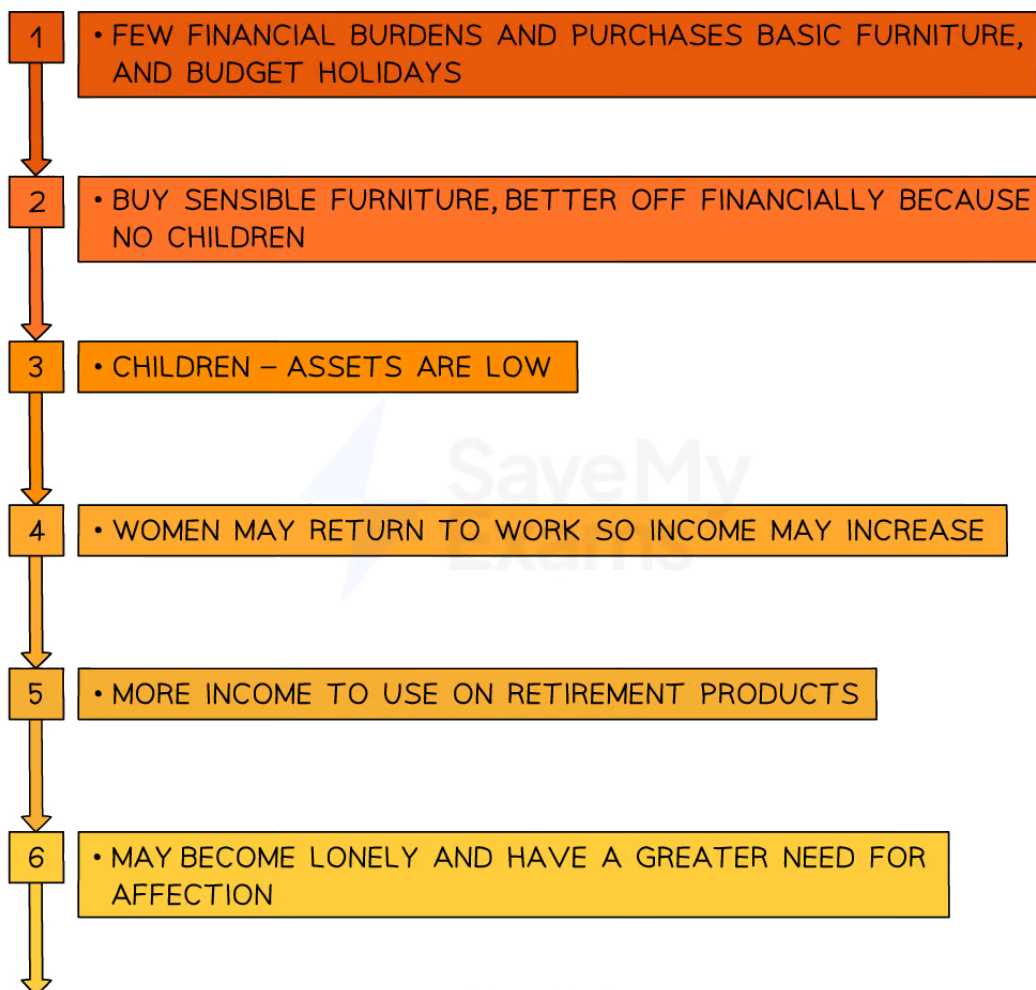 1
• FEW FINANCIAL BURDENS AND PURCHASES BASIC FURNITURE,
AND BUDGET HOLIDAYS
2
• BUY SENSIBLE FURNITURE, BETTER OFF FINANCIALLY BECAUSE
NO CHILDREN
3
• CHILDREN – ASSETS ARE LOW
SaveMy
Exams
4
• WOMEN MAY RETURN TO WORK SO INCOME MAY INCREASE
5
• MORE INCOME TO USE ON RETIREMENT PRODUCTS
6
• MAY BECOME LONELY AND HAVE A GREATER NEED FOR
AFFECTION